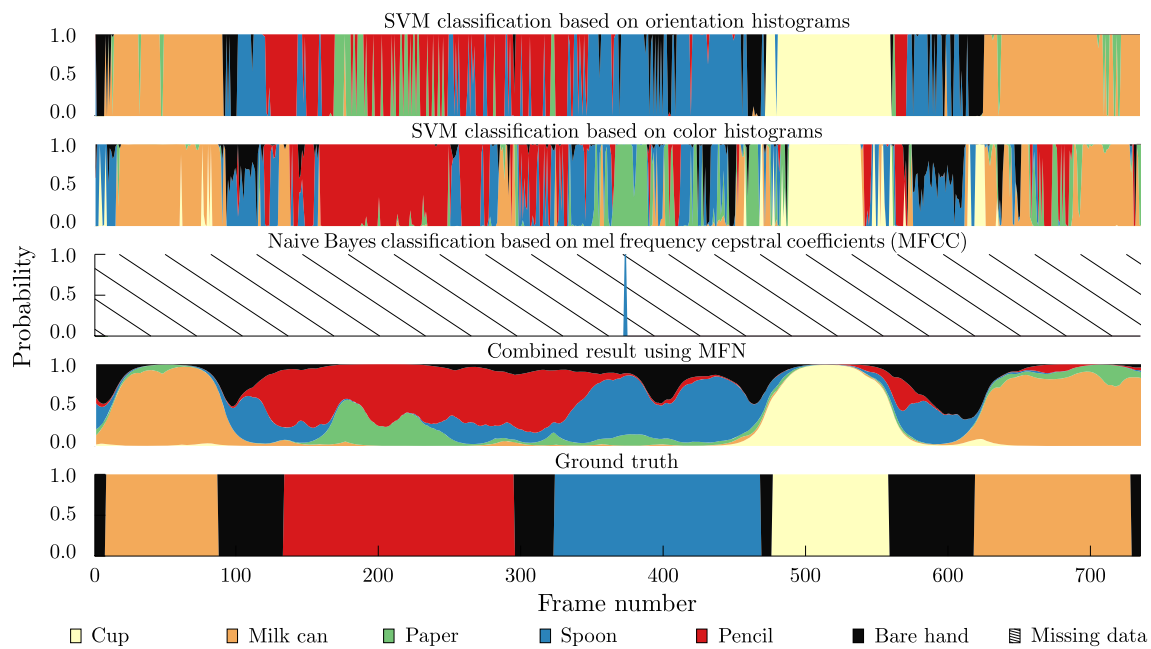 SVM classification based on orientation histograms
1.0
0.5
0.0
SVM classification based on color histograms
1.0
0.5
0.0
Naive Bayes classification based on mel frequency cepstral coefficients (MFCC)
1.0
0.5
0.0
Probability
Combined result using MFN
1.0
0.5
0.0
Ground truth
1.0
0.5
0.0
0 100 200 300 400 500 600 700
Frame number
Cup Milk can Paper Spoon Pencil Bare hand Missing data